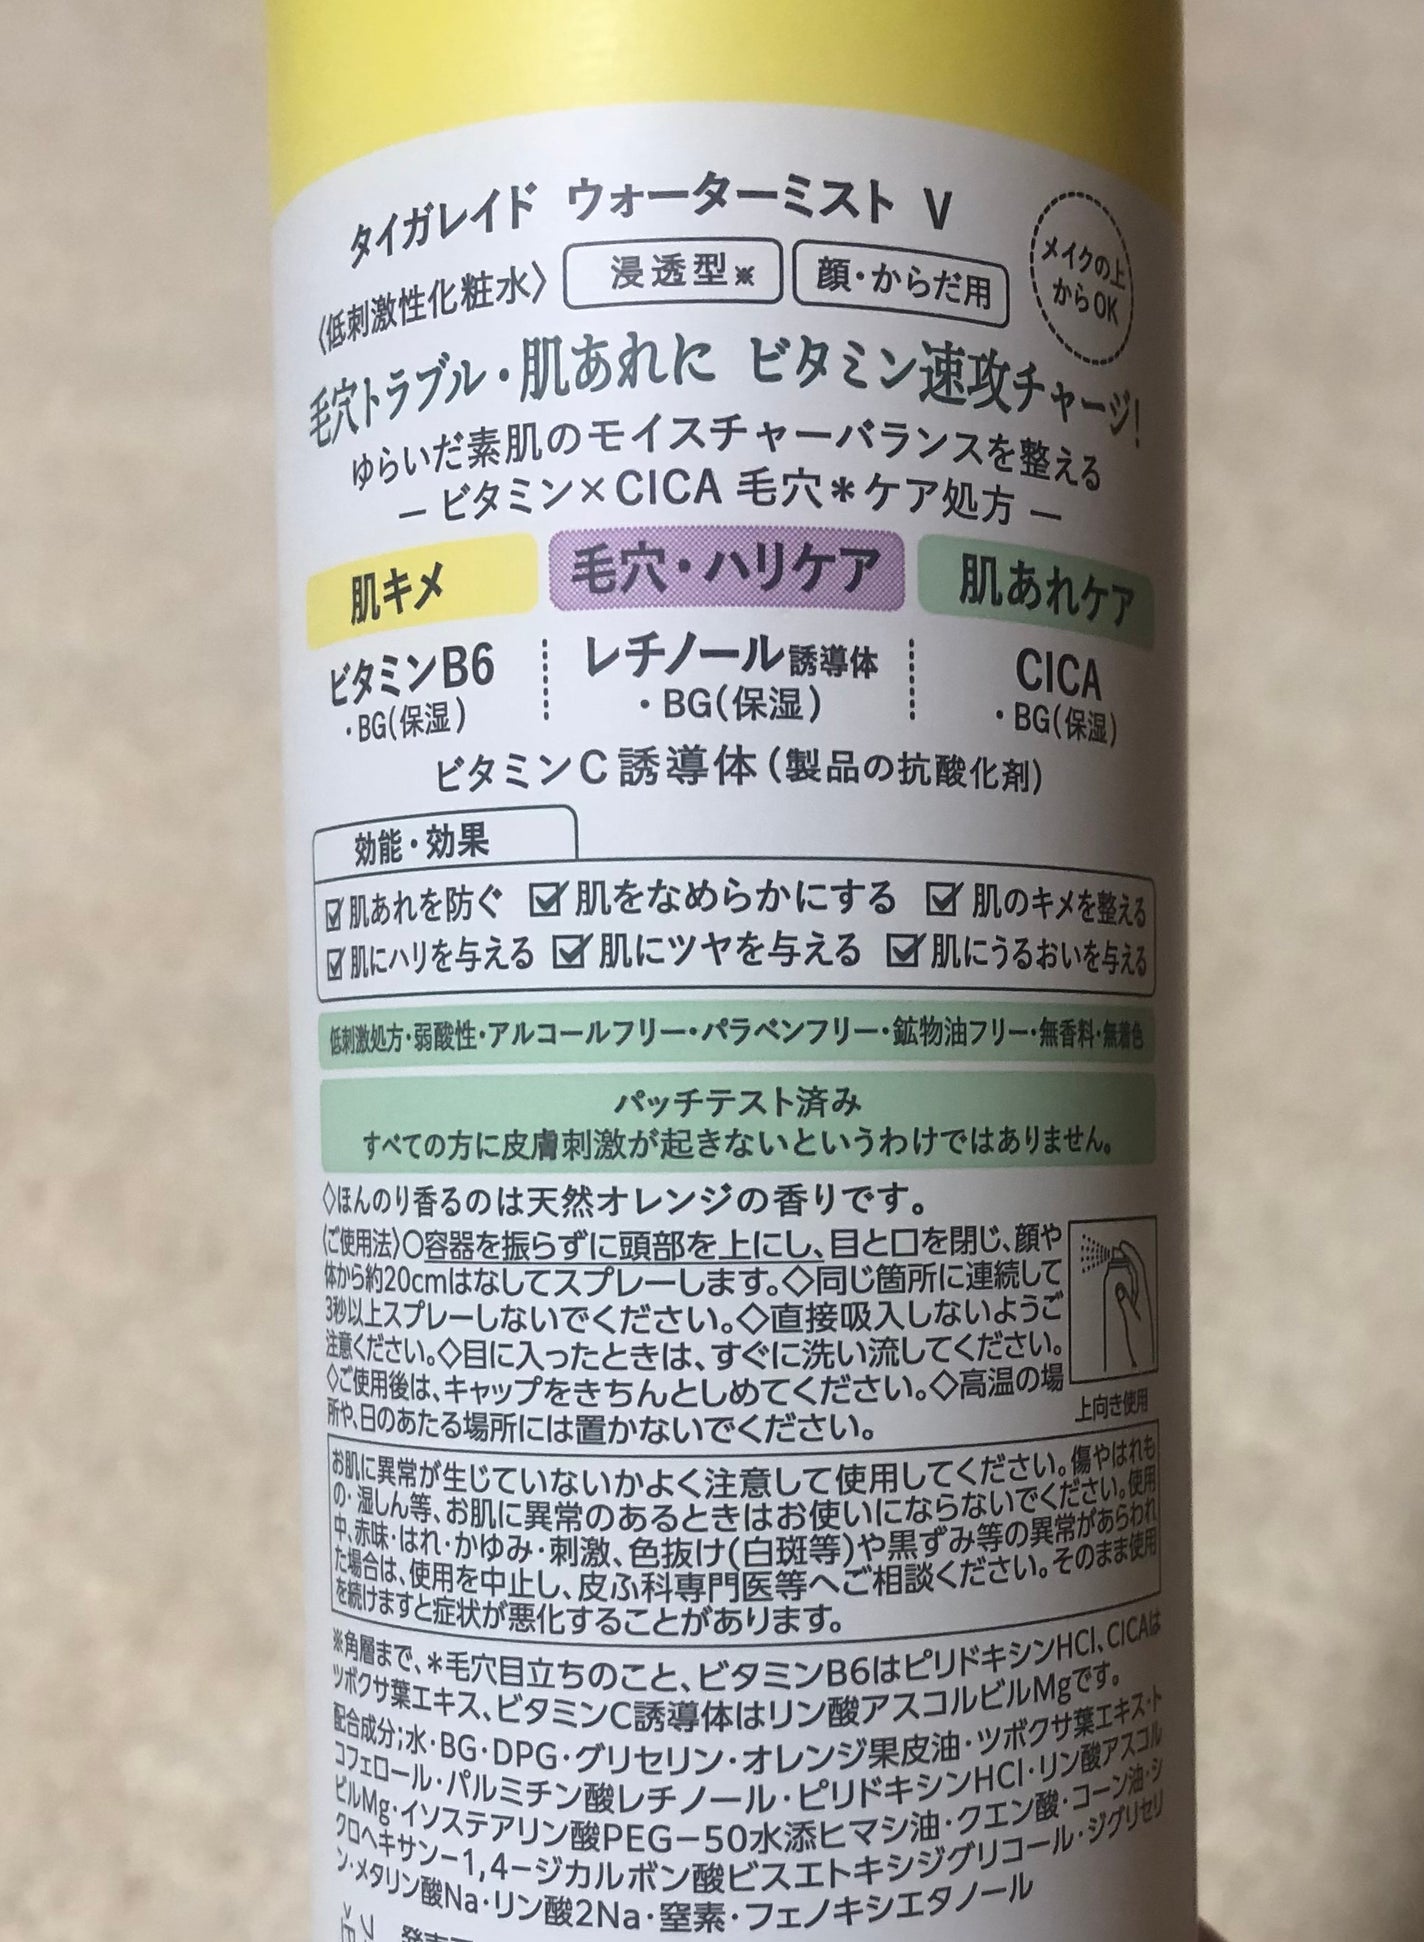 タイガレイド ウォーターミスト V
〈低刺激性化粧水〉 浸透型※ 顔・からだ用
メイクの上
からOK
毛穴トラブル・肌あれに ビタミン速攻チャージ!
ゆらいだ素肌のモイスチャーバランスを整える
― ビタミン×CICA 毛穴＊ケア処方 ―
肌キメ 毛穴・ハリケア 肌あれケア
ビタミンB6 レチノール誘導体 CICA
・BG(保湿) ・BG(保湿) ・BG(保湿)
ビタミンC誘導体(製品の抗酸化剤)
効能・効果
☑肌あれを防ぐ ☑肌をなめらかにする ☑肌のキメを整える
☑肌にハリを与える ☑肌にツヤを与える ☑肌にうるおいを与える
低刺激処方・弱酸性・アルコールフリー・パラベンフリー・鉱物油フリー・無香料・無着色
パッチテスト済み
すべての方に皮膚刺激が起きないというわけではありません。
◇ほんのり香るのは天然オレンジの香りです。
〈ご使用法〉○容器を振らずに頭部を上にし、目と口を閉じ、顔や
体から約20cmはなしてスプレーします。◇同じ箇所に連続して
3秒以上スプレーしないでください。◇直接吸入しないようご
注意ください。◇目に入ったときは、すぐに洗い流してください。
◇ご使用後は、キャップをきちんとしめてください。◇高温の場
所や、日のあたる場所には置かないでください。
上向き使用
お肌に異常が生じていないかよく注意して使用してください。傷やはれも
の・湿しん等、お肌に異常のあるときはお使いにならないでください。使用
中、赤味・はれ・かゆみ・刺激、色抜け(白斑等)や黒ずみ等の異常があらわれ
た場合は、使用を中止し、皮ふ科専門医等へご相談ください。そのまま使用
を続けますと症状が悪化することがあります。
※角層まで、＊毛穴目立ちのこと、ビタミンB6はピリドキシンHCl、CICAは
ツボクサ葉エキス、ビタミンC誘導体はリン酸アスコルビルMgです。
配合成分;水・BG・DPG・グリセリン・オレンジ果皮油・ツボクサ葉エキス・ト
コフェロール・パルミチン酸レチノール・ピリドキシンHCl・リン酸アスコル
ビルMg・イソステアリン酸PEG－50水添ヒマシ油・クエン酸・コーン油・シ
クロヘキサン－1,4－ジカルボン酸ビスエトキシジグリコール・ジグリセリ
ン・メタリン酸Na・リン酸2Na・窒素・フェノキシエタノール